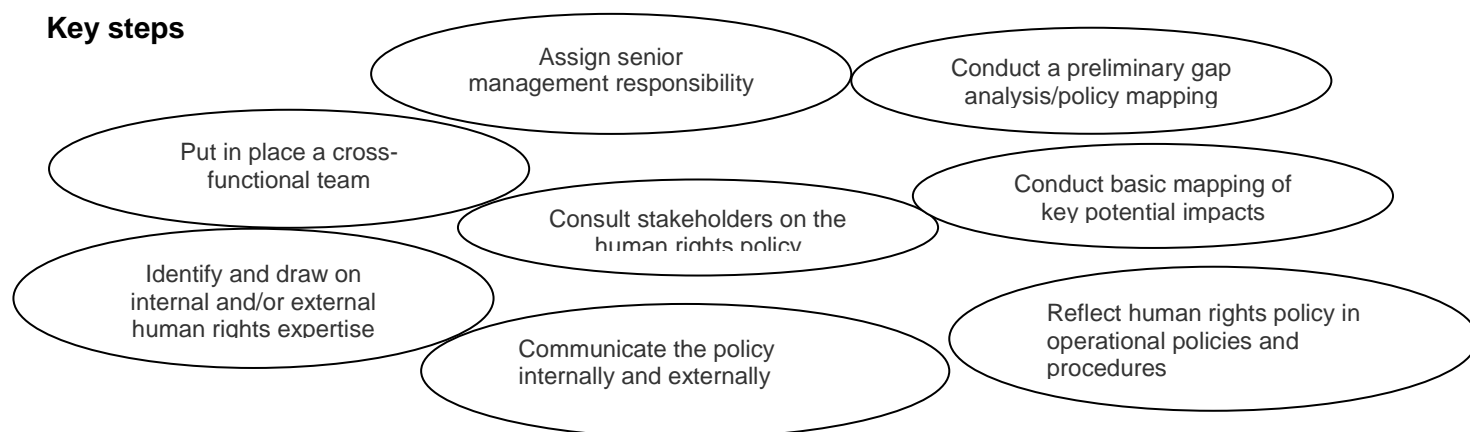 Key steps
Assign senior
management responsibility
Conduct a preliminary gap
analysis/policy mapping
Put in place a cross-
functional team
Conduct basic mapping of
key potential impacts
Consult stakeholders on the
human rights policy
Identify and draw on
internal and/or external
human rights expertise
Reflect human rights policy in
operational policies and
procedures
Communicate the policy
internally and externally